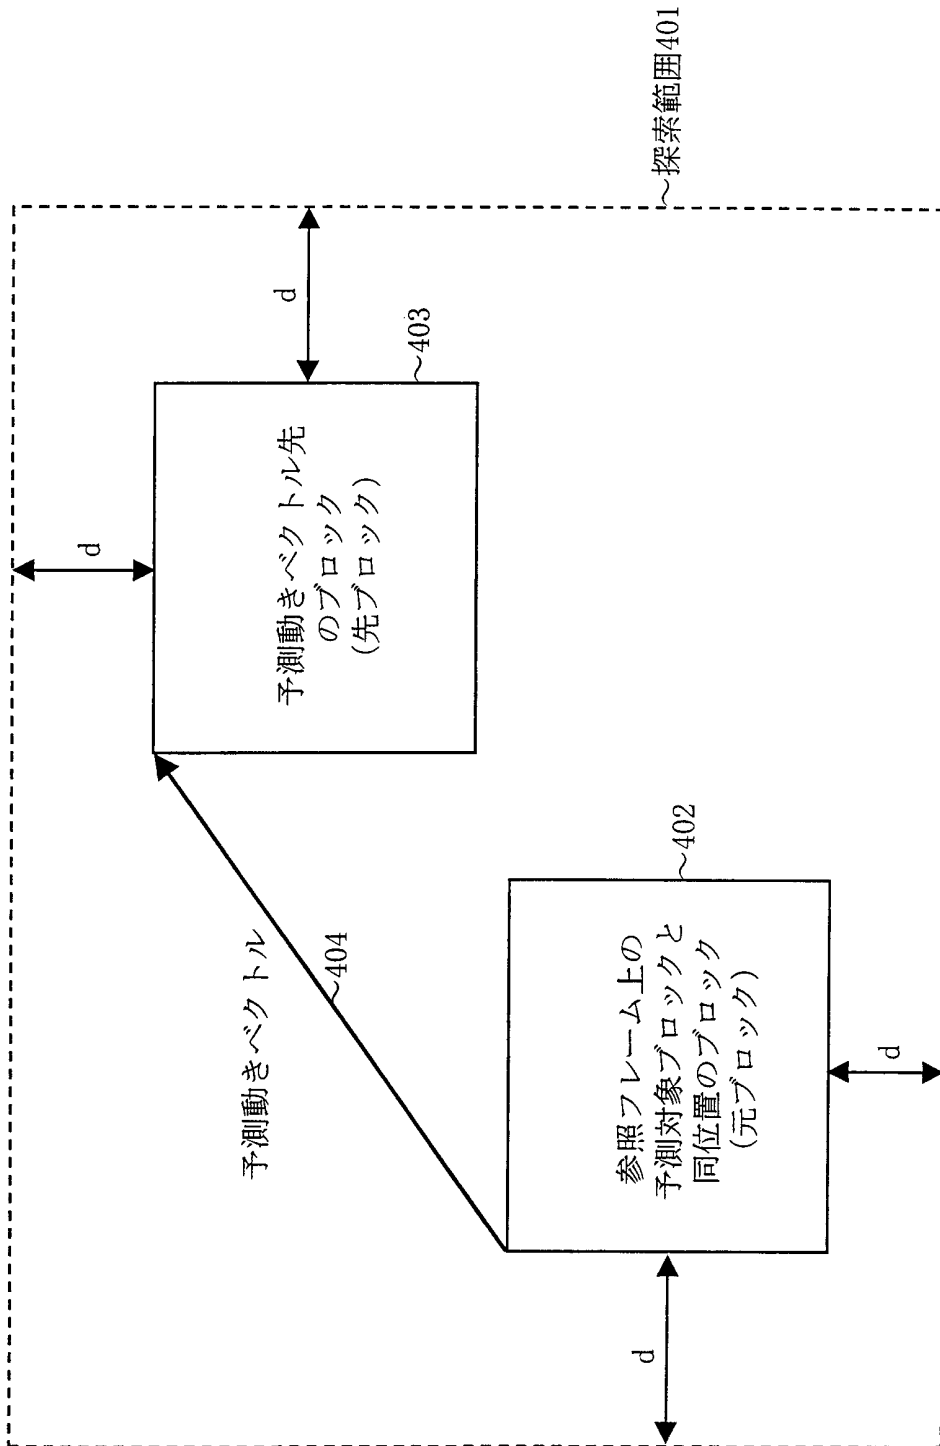 探索範囲401
d
d
403
予測動きベクトル先
のブロック
(先ブロック)
予測動きベクトル
404
402
参照フレーム上の
予測対象ブロックと
同位置のブロック
(元ブロック)
d
d